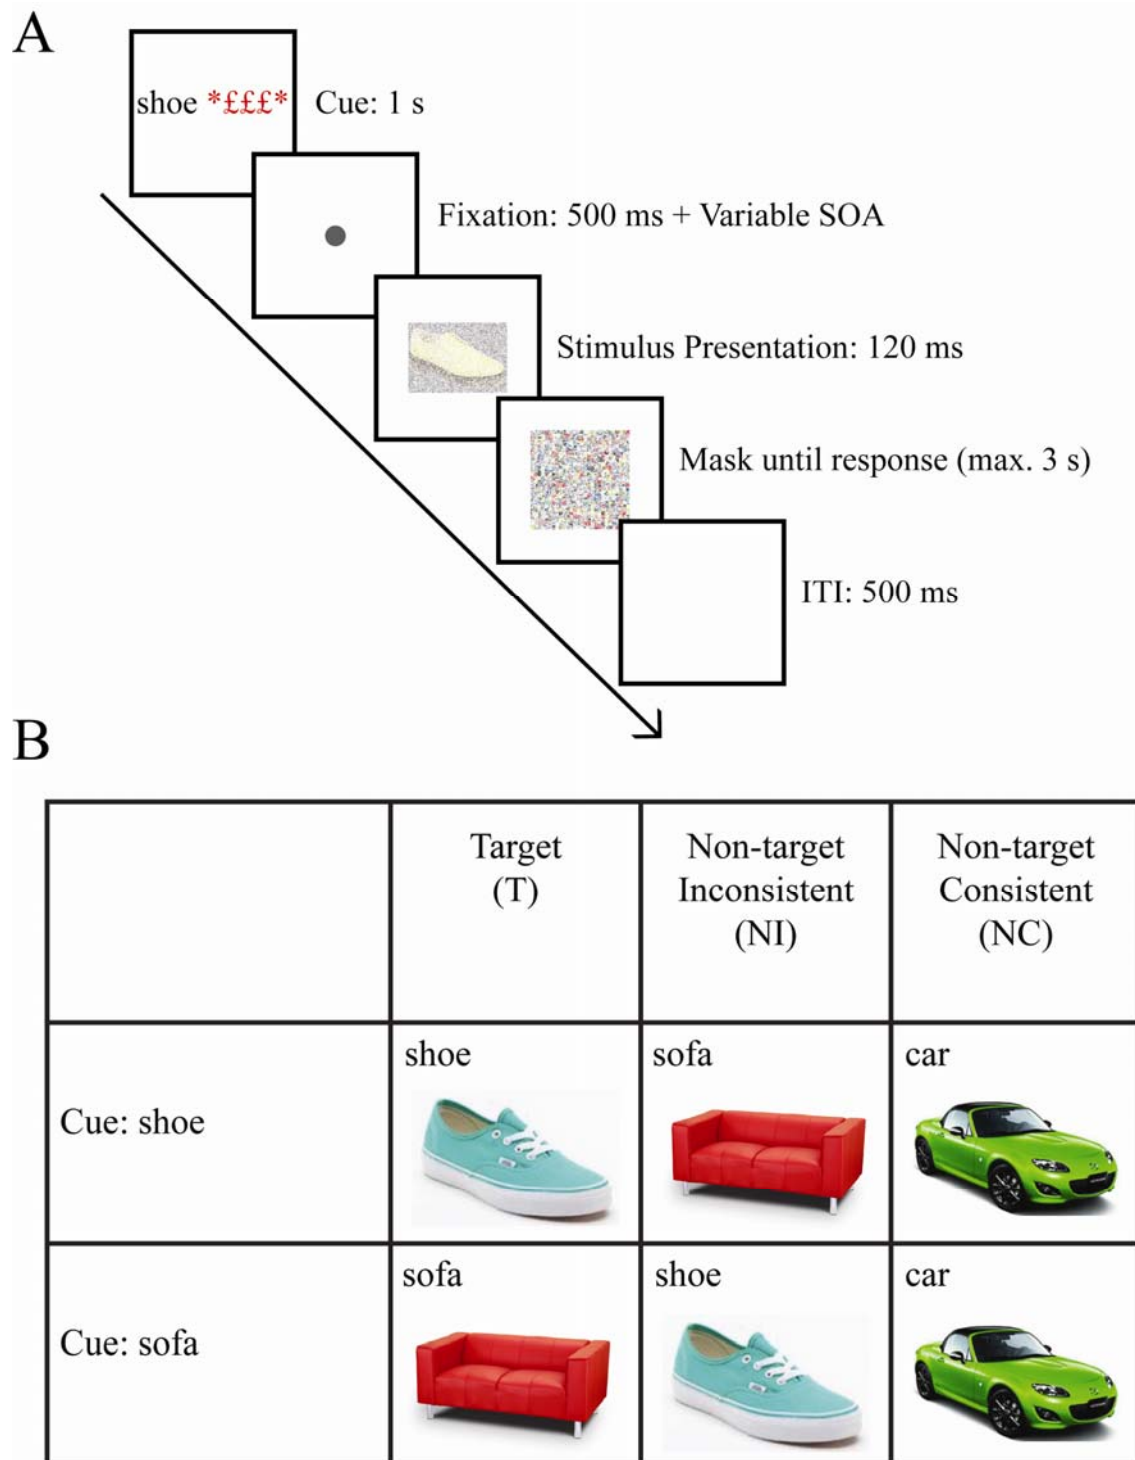 A
shoe *£££*
Cue: 1 s
Fixation: 500 ms + Variable SOA
Stimulus Presentation: 120 ms
Mask until response (max. 3 s)
ITI: 500 ms
B
Target
(T)
Non-target
Inconsistent
(NI)
Non-target
Consistent
(NC)
Cue: shoe
shoe
sofa
car
Cue: sofa
sofa
shoe
car